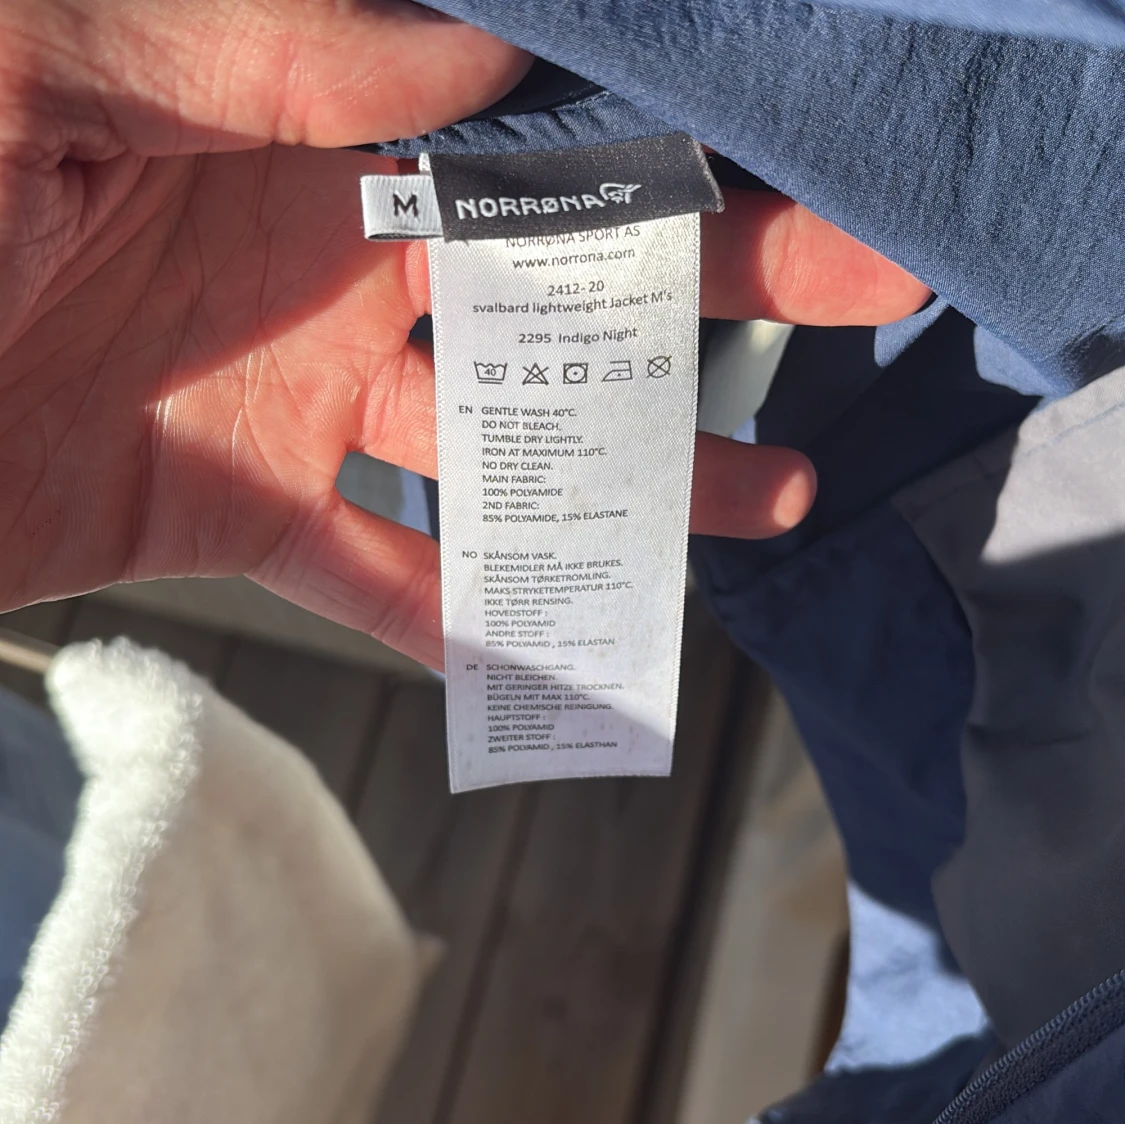 M
NORRØNA
NORRØNA SPORT AS
www.norrona.com
2412-20
svalbard lightweight Jacket M's
2295 Indigo Night
40
EN GENTLE WASH 40°C.
DO NOT BLEACH.
TUMBLE DRY LIGHTLY.
IRON AT MAXIMUM 110°C.
NO DRY CLEAN.
MAIN FABRIC:
100% POLYAMIDE
2ND FABRIC:
85% POLYAMIDE, 15% ELASTANE
NO SKÅNSOM VASK.
BLEKEMIDLER MÅ IKKE BRUKES.
SKÅNSOM TØRKETROMLING.
MAKS STRYKETEMPERATUR 110°C.
IKKE TØRR RENSING.
HOVEDSTOFF :
100% POLYAMID
ANDRE STOFF :
85% POLYAMID , 15% ELASTAN
DE SCHONWASCHGANG.
NICHT BLEICHEN.
MIT GERINGER HITZE TROCKNEN.
BÜGELN MIT MAX 110°C.
KEINE CHEMISCHE REINIGUNG.
HAUPTSTOFF :
100% POLYAMID
ZWEITER STOFF :
85% POLYAMID , 15% ELASTHAN